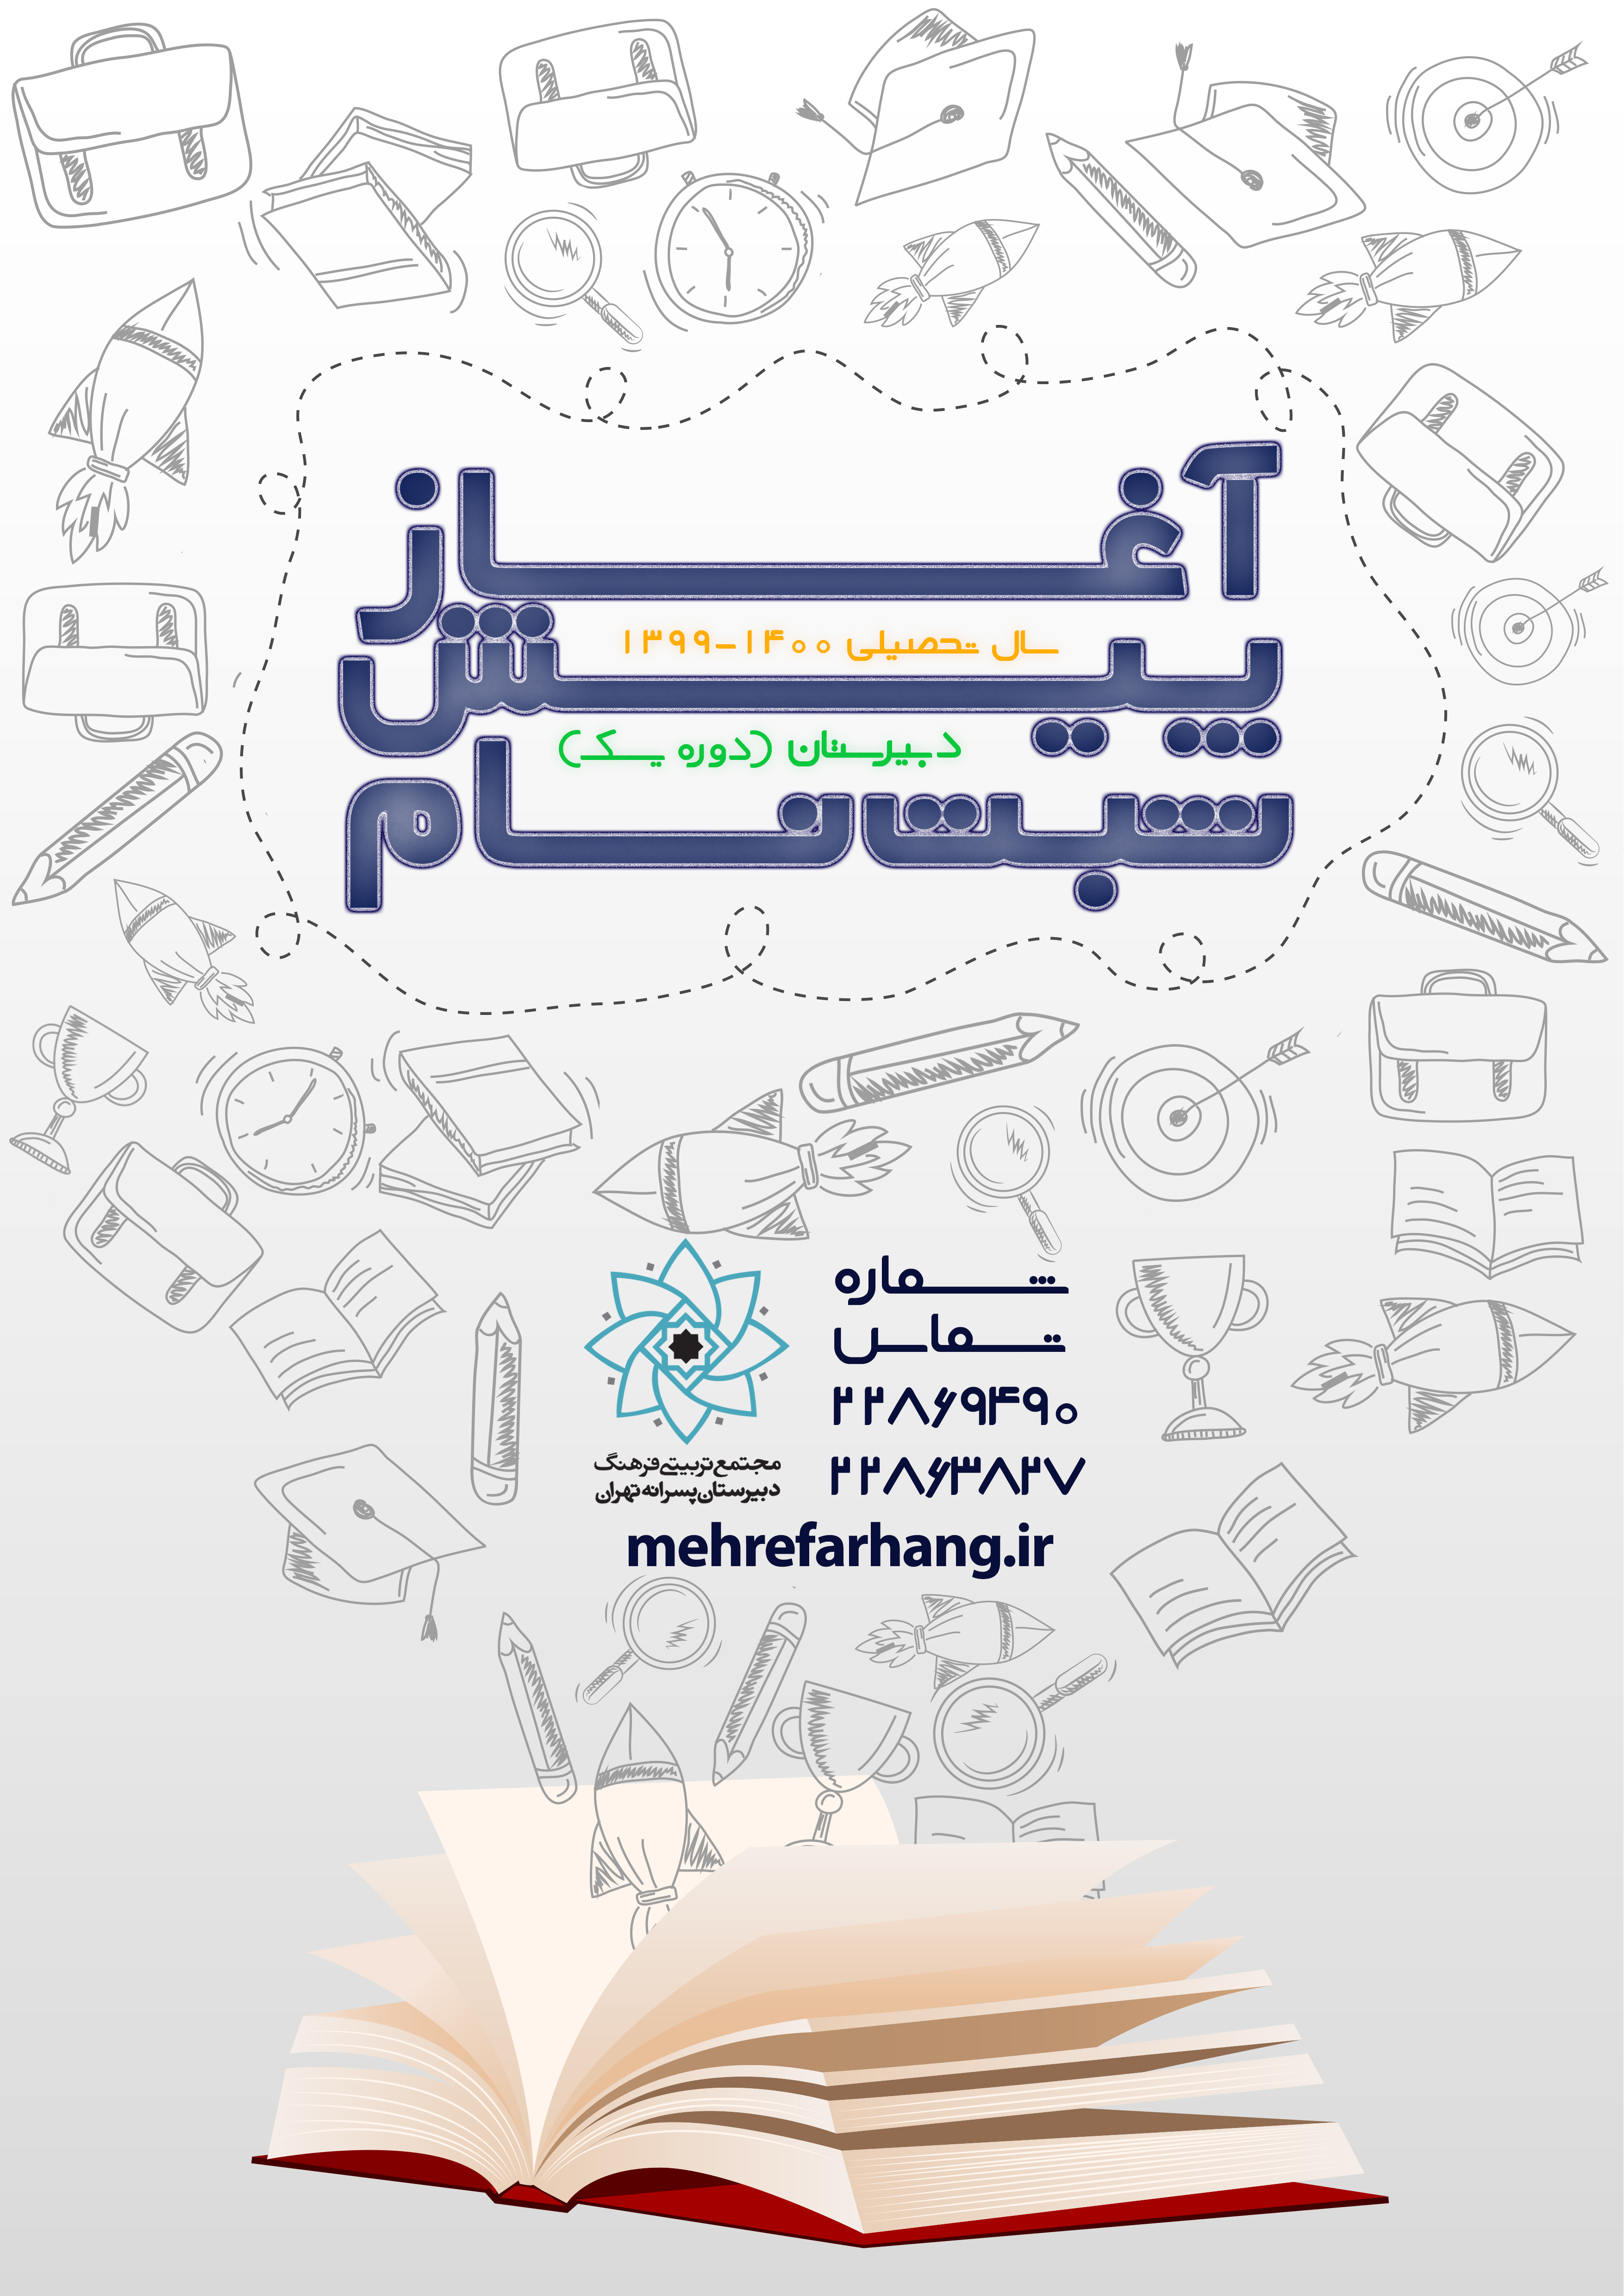 آغاز
سال تحصیلی ۱۴۰۰-۱۳۹۹
پیش
دبیرستان (دوره یک)
ثبت نام
شماره
تماس
۲۲۸۶۹۴۹۰
۲۲۸۶۳۸۲۷
مجتمع تربیتی فرهنگ
دبیرستان پسرانه تهران
mehrefarhang.ir